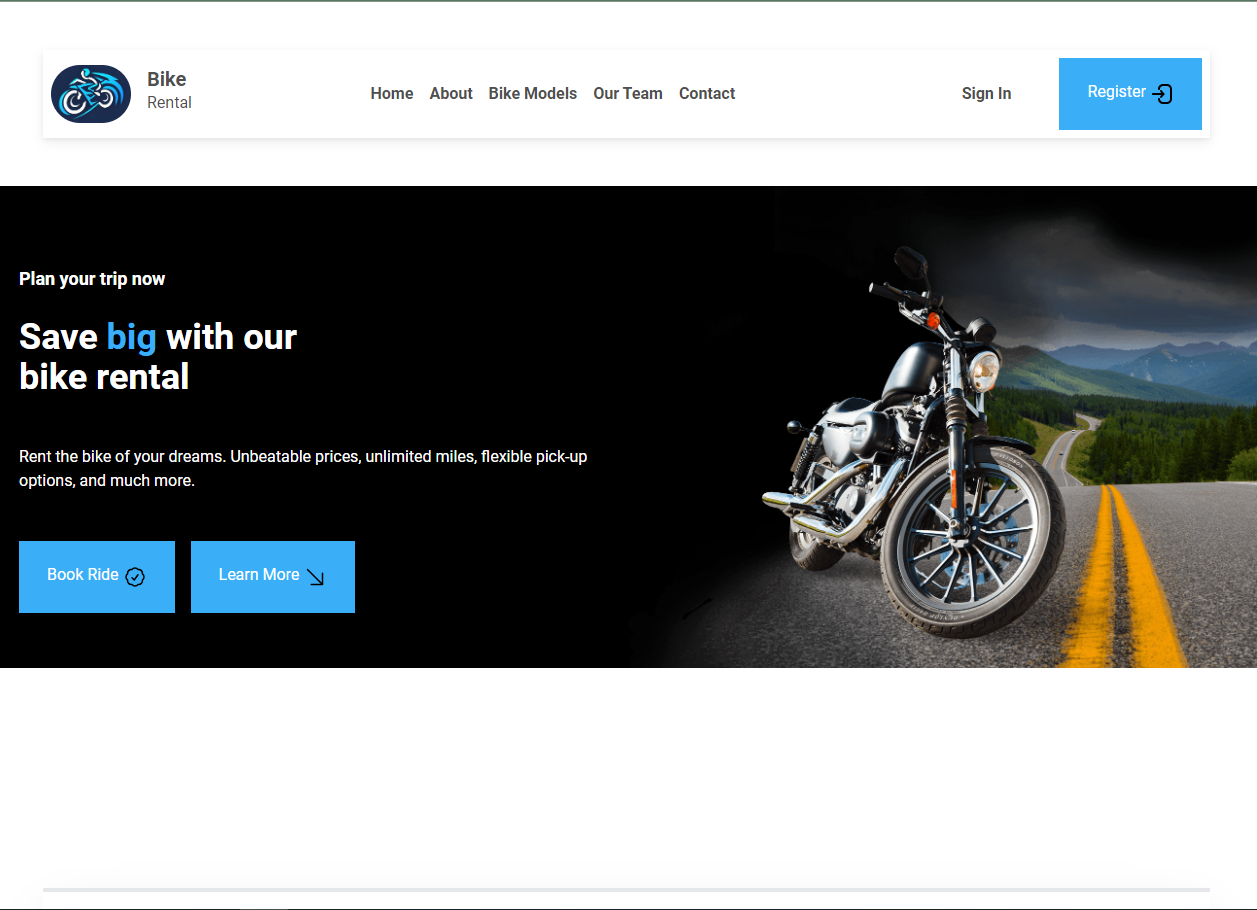 Bike
Rental
Home About Bike Models Our Team Contact
Sign In
Register
Plan your trip now
Save big with our
bike rental
Rent the bike of your dreams. Unbeatable prices, unlimited miles, flexible pick-up
options, and much more.
Book Ride
Learn More